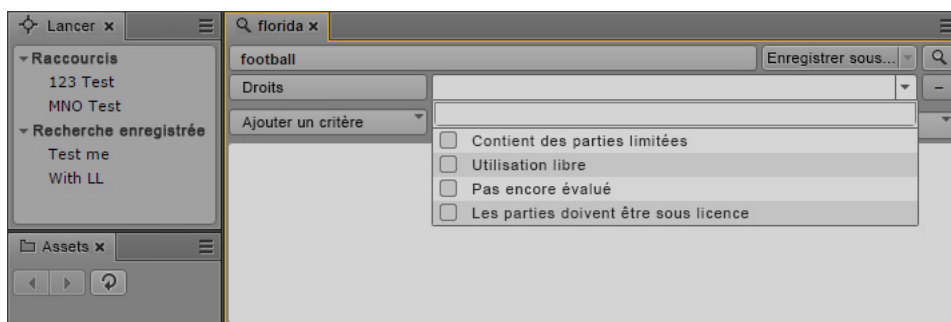 Lancer
florida
Raccourcis
football
Enregistrer sous...
123 Test
Droits
MNO Test
Ajouter un critère
Recherche enregistrée
Contient des parties limitées
Test me
Utilisation libre
With LL
Pas encore évalué
Les parties doivent être sous licence
Assets